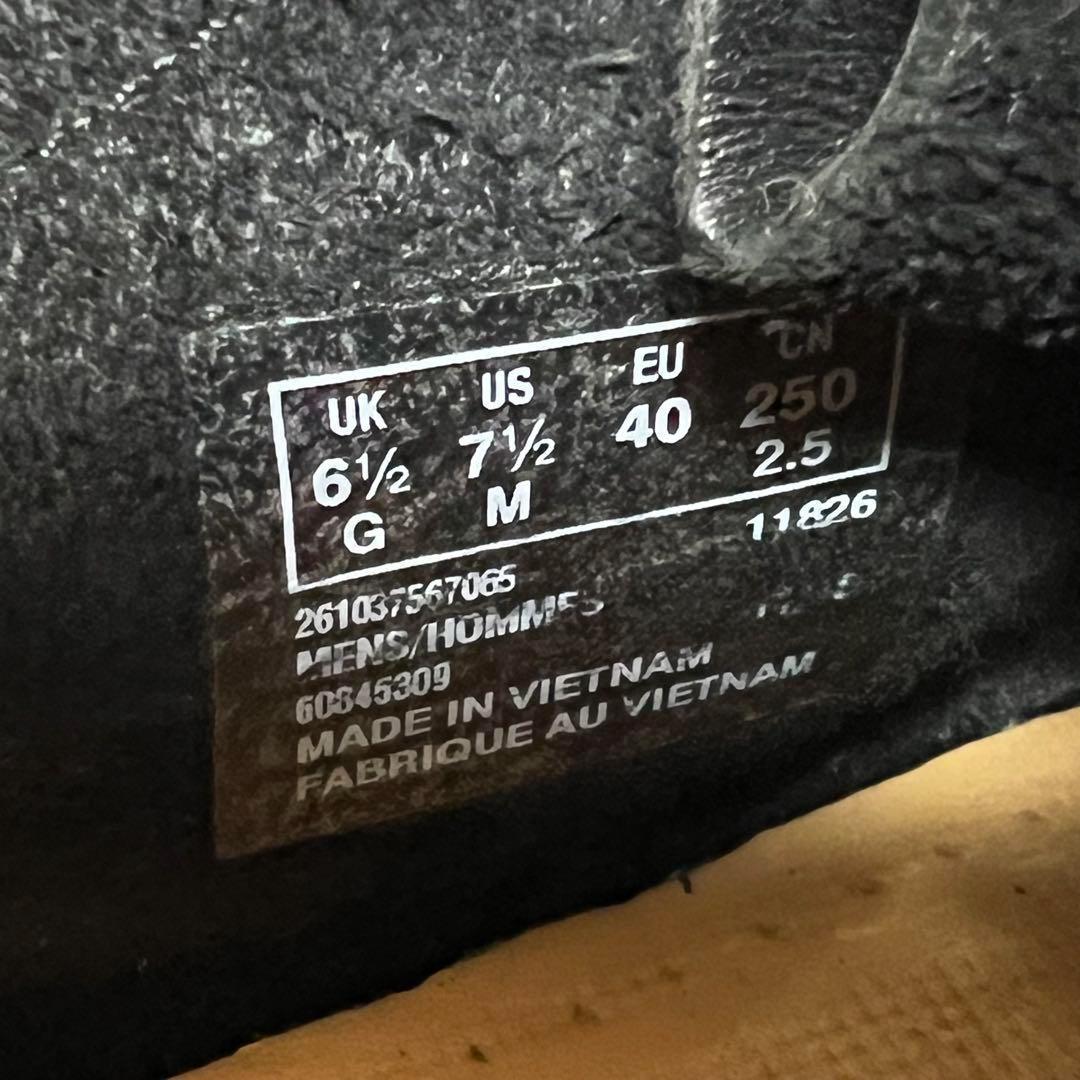 UK US EU CN
6½ 7½ 40 250
G M 2.5
11826
261037567065
MENS/HOMMES
60845309
MADE IN VIETNAM
FABRIQUE AU VIETNAM